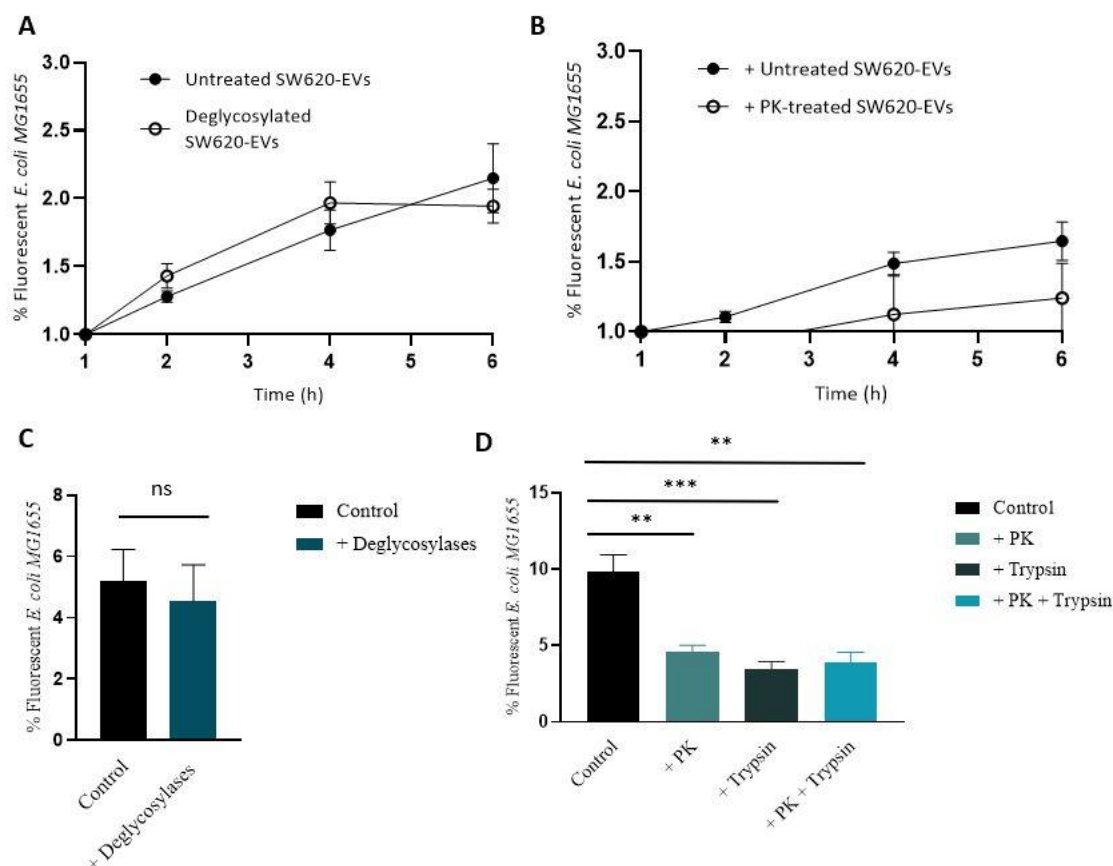 A
% Fluorescent E. coli MG1655
3.0
2.5
2.0
1.5
1.0
1 2 3 4 5 6
Time (h)
Untreated SW620-EVs
Deglycosylated
SW620-EVs
B
% Fluorescent E. coli MG1655
3.0
2.5
2.0
1.5
1.0
1 2 3 4 5 6
Time (h)
+ Untreated SW620-EVs
+ PK-treated SW620-EVs
C
% Fluorescent E. coli MG1655
8
6
4
2
0
ns
Control
+ Deglycosylases
Control
+ Deglycosylases
D
% Fluorescent E. coli MG1655
15
10
5
0
**
***
**
Control
+ PK
+ Trypsin
+ PK + Trypsin
Control
+ PK
+ Trypsin
+ PK + Trypsin